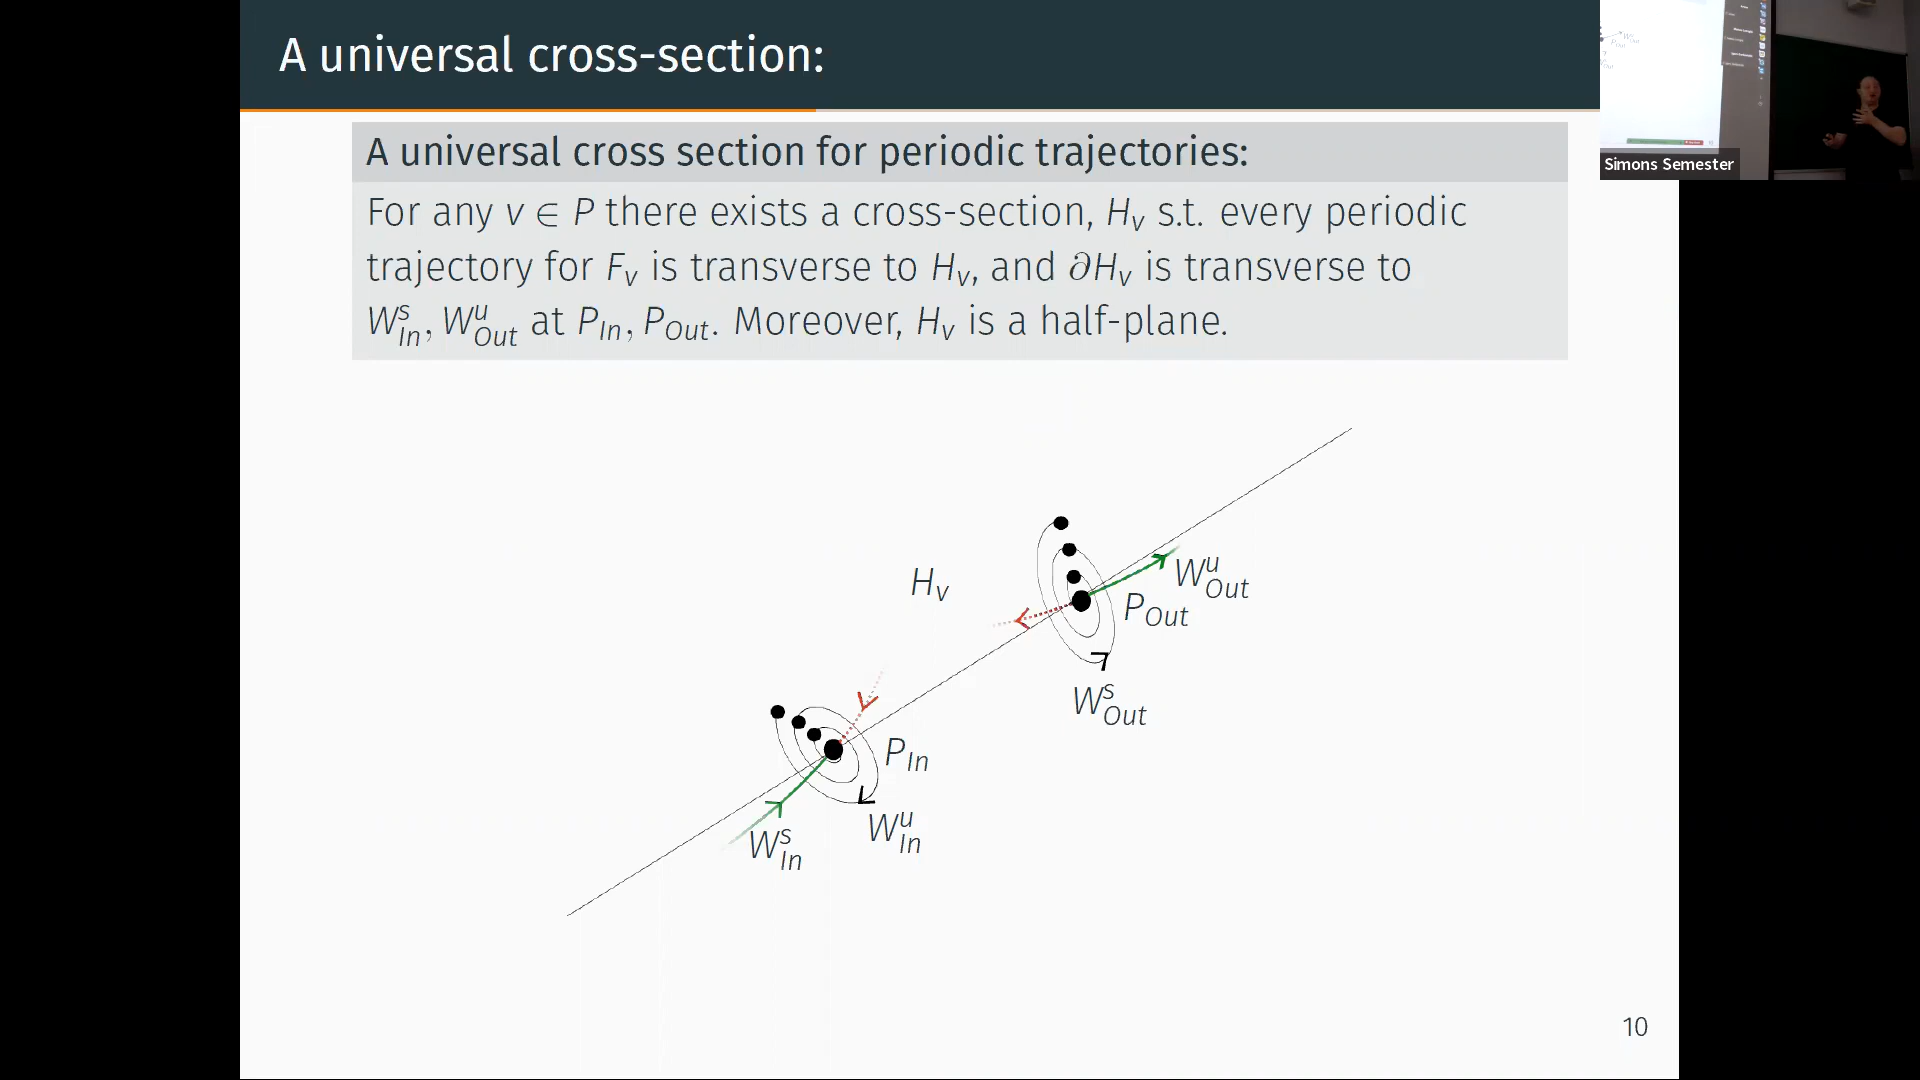 A universal cross-section:
A universal cross section for periodic trajectories:
For any v ∈ P there exists a cross-section, H_v s.t. every periodic
trajectory for F_v is transverse to H_v, and ∂H_v is transverse to
W^s_In, W^u_Out at P_In, P_Out. Moreover, H_v is a half-plane.
H_v
W^u_Out
P_Out
W^s_Out
P_In
W^u_In
W^s_In
10
Simons Semester